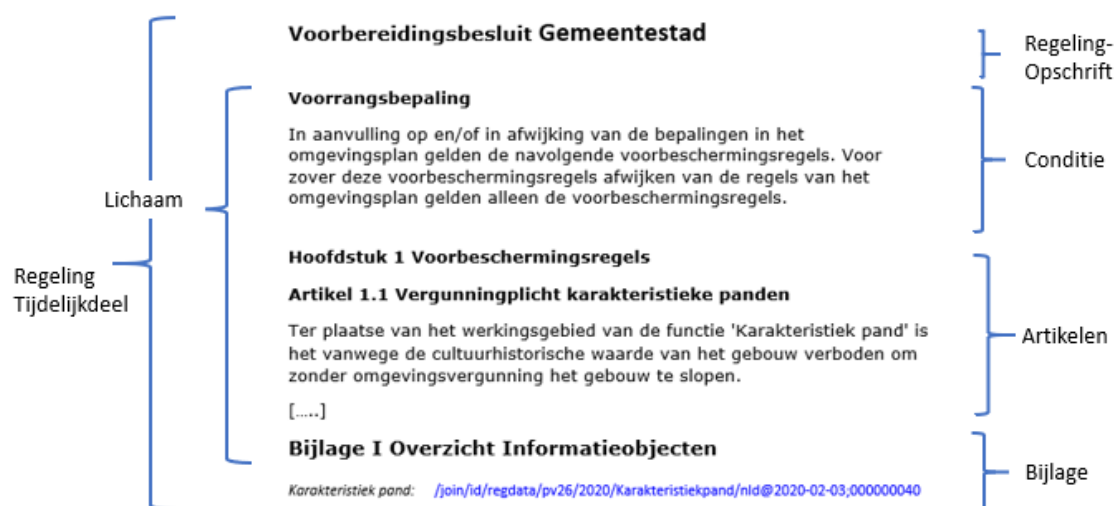 Voorbereidingsbesluit Gemeentestad
Regeling-
Opschrift
Voorrangsbepaling
In aanvulling op en/of in afwijking van de bepalingen in het
omgevingsplan gelden de navolgende voorbeschermingsregels. Voor
zover deze voorbeschermingsregels afwijken van de regels van het
omgevingsplan gelden alleen de voorbeschermingsregels.
Conditie
Lichaam
Regeling
Tijdelijkdeel
Hoofdstuk 1 Voorbeschermingsregels
Artikel 1.1 Vergunningplicht karakteristieke panden
Ter plaatse van het werkingsgebied van de functie 'Karakteristiek pand' is
het vanwege de cultuurhistorische waarde van het gebouw verboden om
zonder omgevingsvergunning het gebouw te slopen.
[…..]
Artikelen
Bijlage I Overzicht Informatieobjecten
Karakteristiek pand: /join/id/regdata/pv26/2020/Karakteristiekpand/nld@2020-02-03;000000040
Bijlage